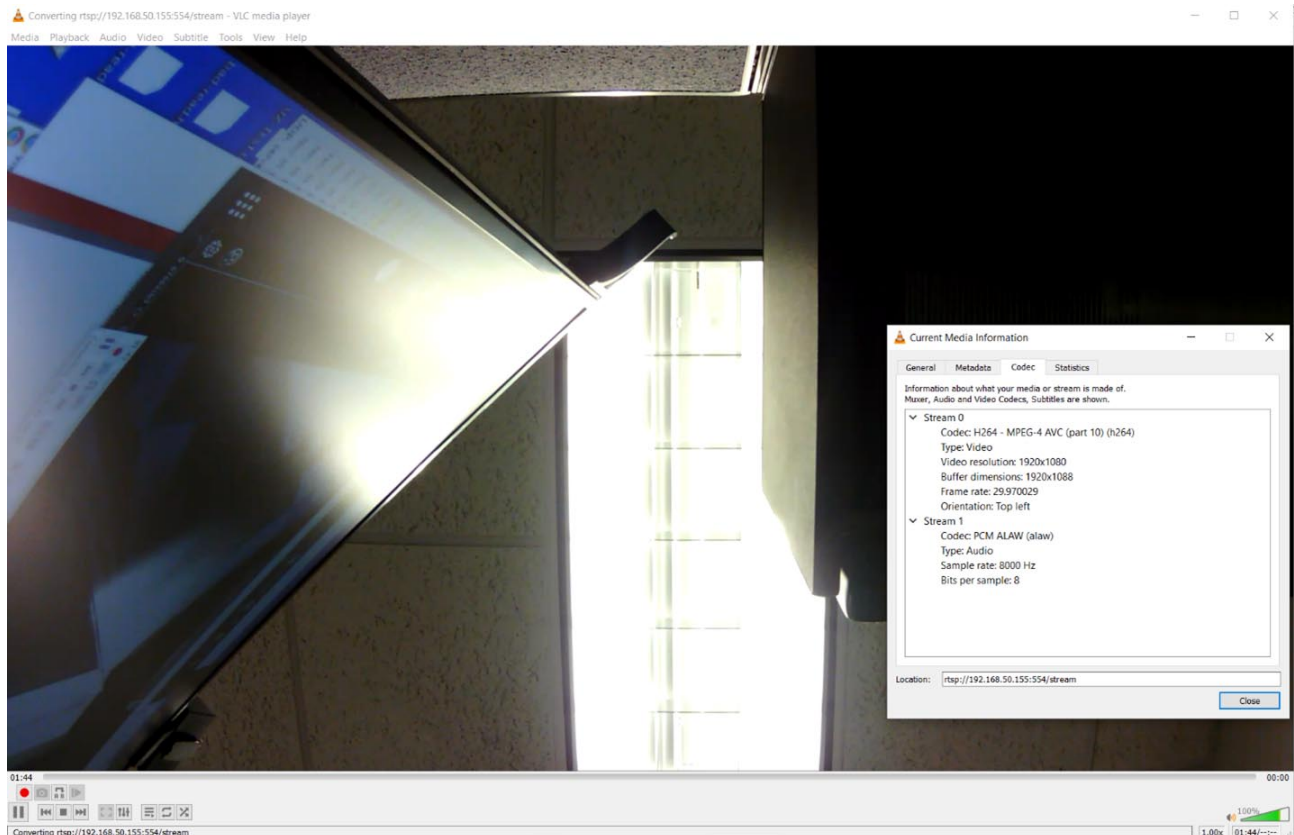 Converting rtsp://192.168.50.155:554/stream - VLC media player
Media Playback Audio Video Subtitle Tools View Help
Current Media Information
General Metadata Codec Statistics
Information about what your media or stream is made of.
Muxer, Audio and Video Codecs, Subtitles are shown.
Stream 0
Codec: H264 - MPEG-4 AVC (part 10) (h264)
Type: Video
Video resolution: 1920x1080
Buffer dimensions: 1920x1088
Frame rate: 29.970029
Orientation: Top left
Stream 1
Codec: PCM ALAW (alaw)
Type: Audio
Sample rate: 8000 Hz
Bits per sample: 8
Location: rtsp://192.168.50.155:554/stream
Close
01:44 00:00
100%
Converting rtsp://192.168.50.155:554/stream 1.00x 01:44/--:--